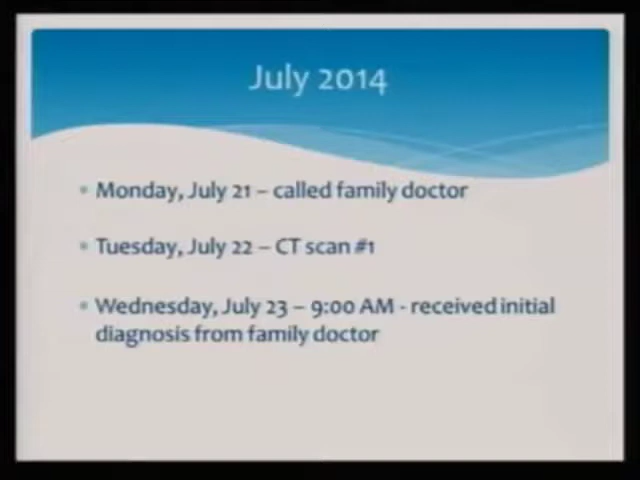 July 2014
Monday, July 21 – called family doctor
Tuesday, July 22 – CT scan #1
Wednesday, July 23 – 9:00 AM - received initial
diagnosis from family doctor